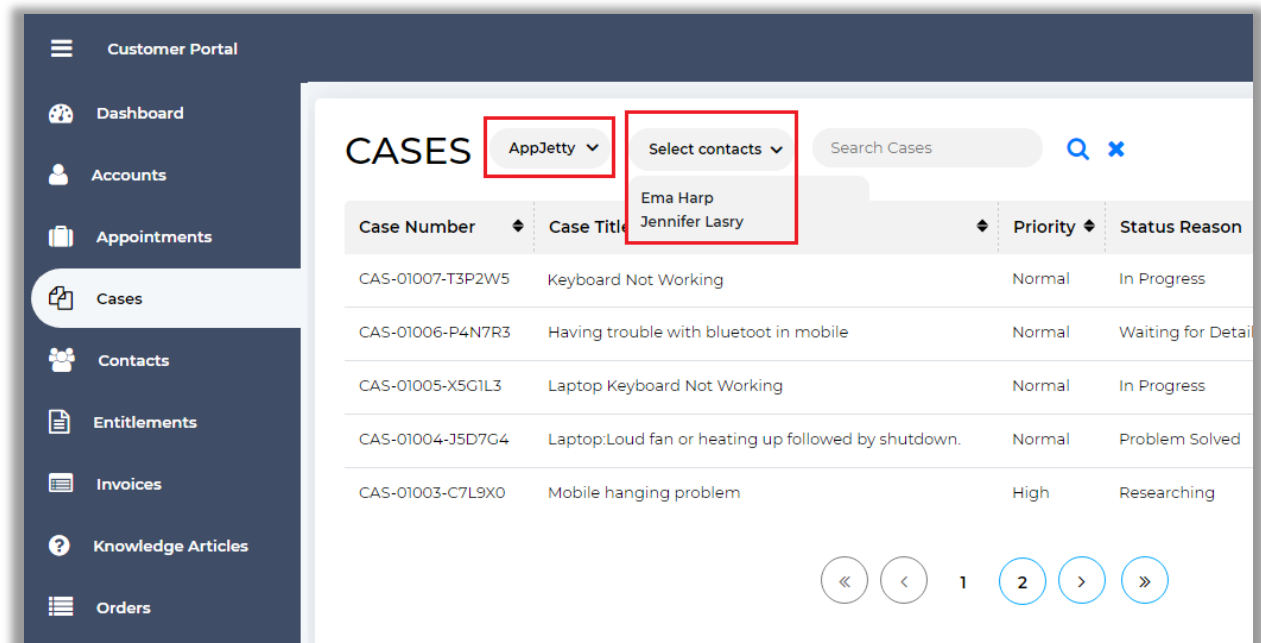 Customer Portal
Dashboard
Accounts
Appointments
Cases
Contacts
Entitlements
Invoices
Knowledge Articles
Orders
CASES AppJetty Select contacts Search Cases
Ema Harp
Jennifer Lasry
Case Number Case Title Priority Status Reason
CAS-01007-T3P2W5 Keyboard Not Working Normal In Progress
CAS-01006-P4N7R3 Having trouble with bluetoot in mobile Normal Waiting for Detail
CAS-01005-X5G1L3 Laptop Keyboard Not Working Normal In Progress
CAS-01004-J5D7G4 Laptop:Loud fan or heating up followed by shutdown. Normal Problem Solved
CAS-01003-C7L9X0 Mobile hanging problem High Researching
« < 1 2 > »